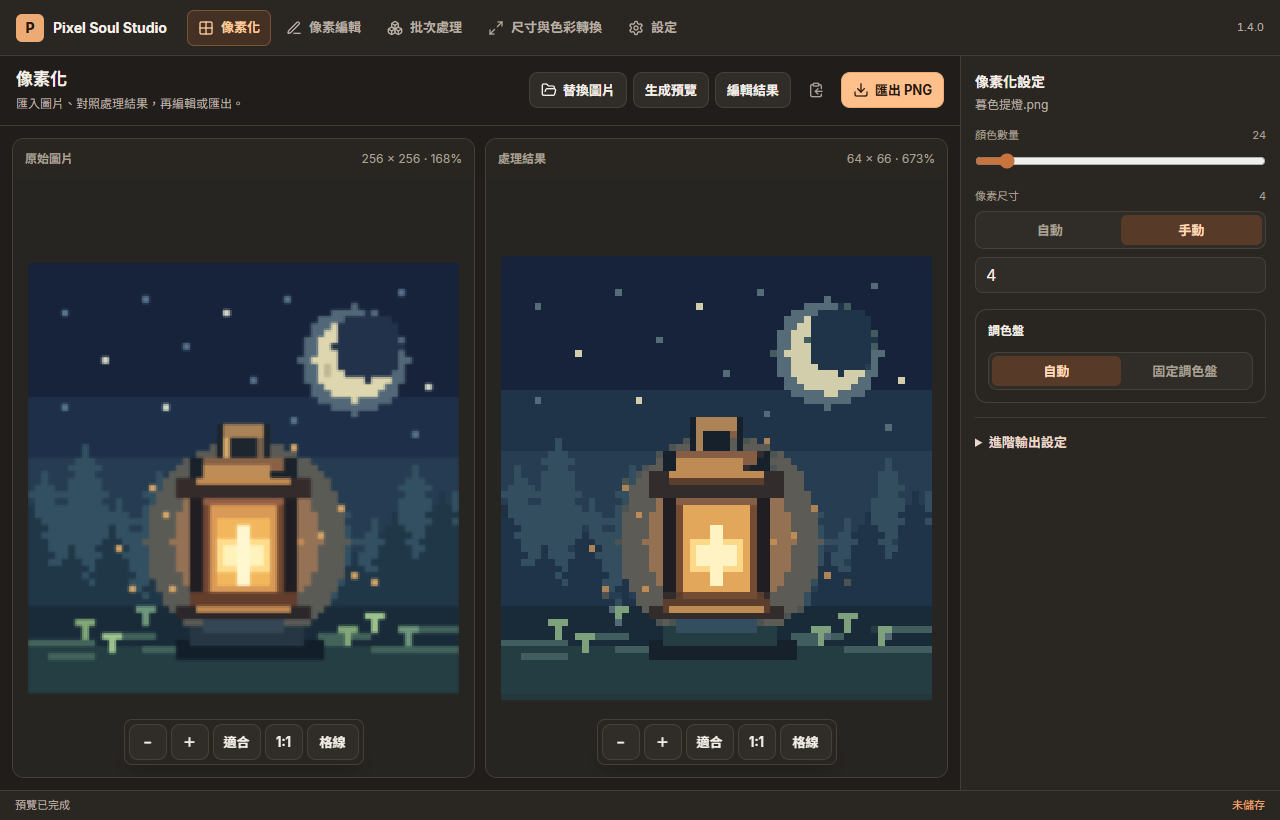 P Pixel Soul Studio 像素化 像素編輯 批次處理 尺寸與色彩轉換 設定 1.4.0
像素化
匯入圖片、對照處理結果，再編輯或匯出。
替換圖片 生成預覽 編輯結果 匯出 PNG
原始圖片 256 × 256 · 168%
− + 適合 1:1 格線
處理結果 64 × 66 · 673%
− + 適合 1:1 格線
像素化設定
暮色提燈.png
顏色數量 24
像素尺寸 4
自動 手動
4
調色盤
自動 固定調色盤
進階輸出設定
預覽已完成 未儲存